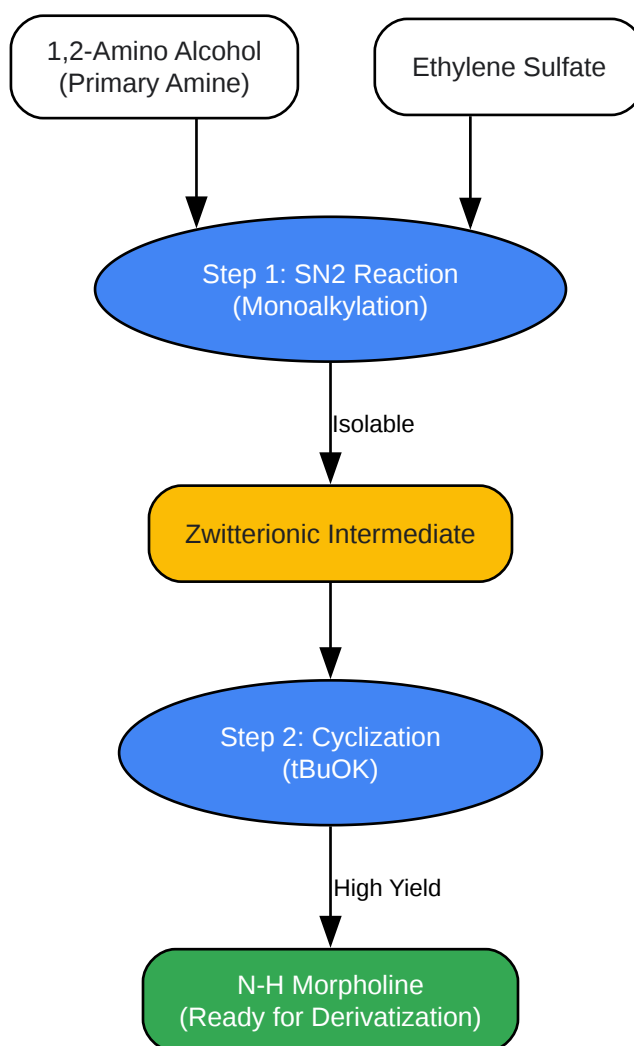 1,2-Amino Alcohol
(Primary Amine)
Ethylene Sulfate
Step 1: SN2 Reaction
(Monoalkylation)
Isolable
Zwitterionic Intermediate
Step 2: Cyclization
(tBuOK)
High Yield
N-H Morpholine
(Ready for Derivatization)